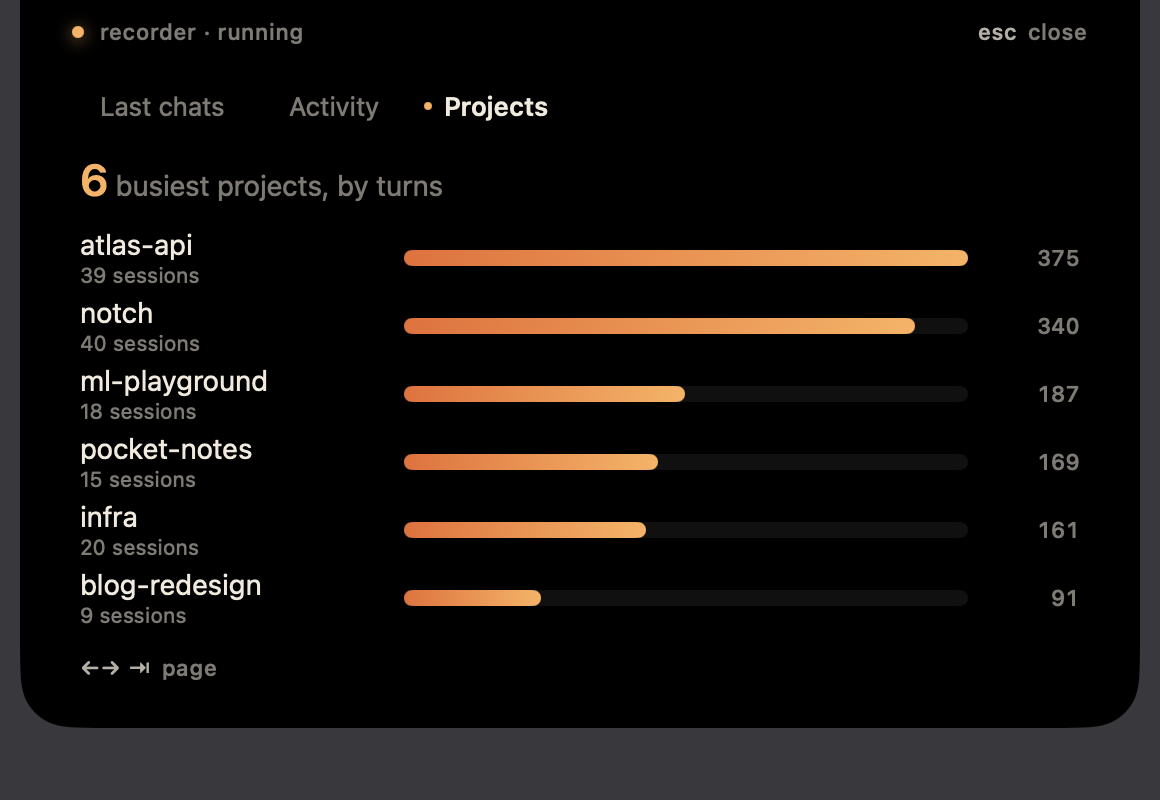 recorder · running
esc close
Last chats Activity • Projects
6 busiest projects, by turns
atlas-api
39 sessions
375
notch
40 sessions
340
ml-playground
18 sessions
187
pocket-notes
15 sessions
169
infra
20 sessions
161
blog-redesign
9 sessions
91
←→ ⇥ page